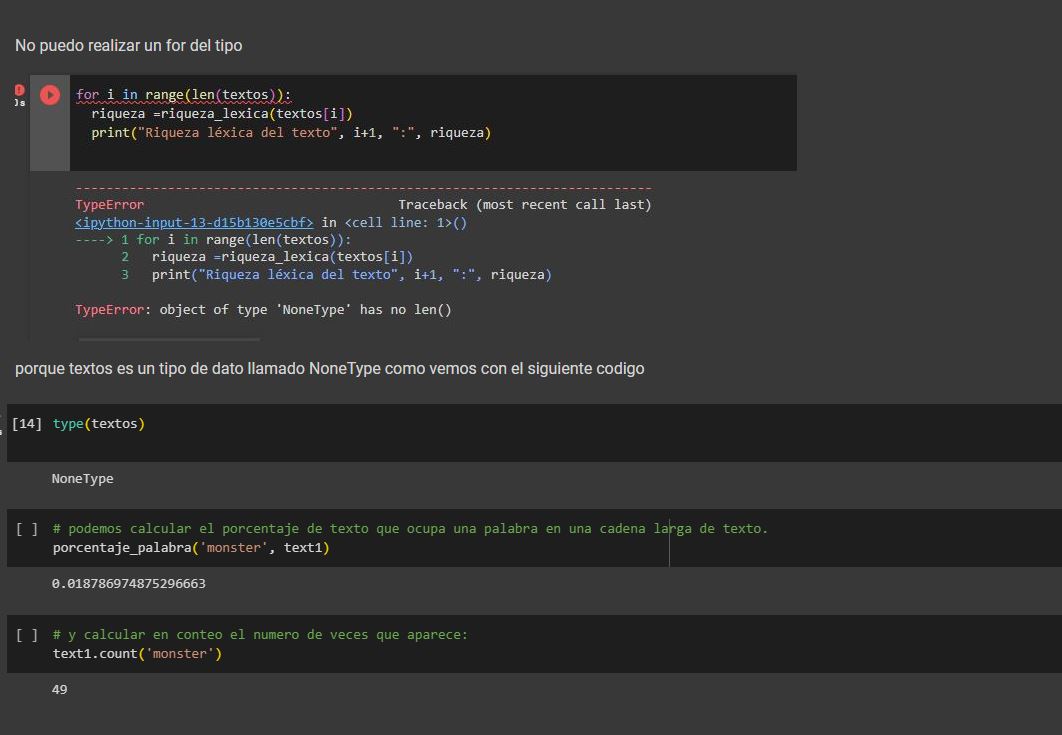 No puedo realizar un for del tipo
for i in range(len(textos)):
riqueza =riqueza_lexica(textos[i])
print("Riqueza léxica del texto", i+1, ":", riqueza)
---------------------------------------------------------------------------
TypeError                                 Traceback (most recent call last)
<ipython-input-13-d15b130e5cbf> in <cell line: 1>()
----> 1 for i in range(len(textos)):
2   riqueza =riqueza_lexica(textos[i])
3   print("Riqueza léxica del texto", i+1, ":", riqueza)
TypeError: object of type 'NoneType' has no len()
porque textos es un tipo de dato llamado NoneType como vemos con el siguiente codigo
[14] type(textos)
NoneType
[ ] # podemos calcular el porcentaje de texto que ocupa una palabra en una cadena larga de texto.
porcentaje_palabra('monster', text1)
0.018786974875296663
[ ] # y calcular en conteo el numero de veces que aparece:
text1.count('monster')
49